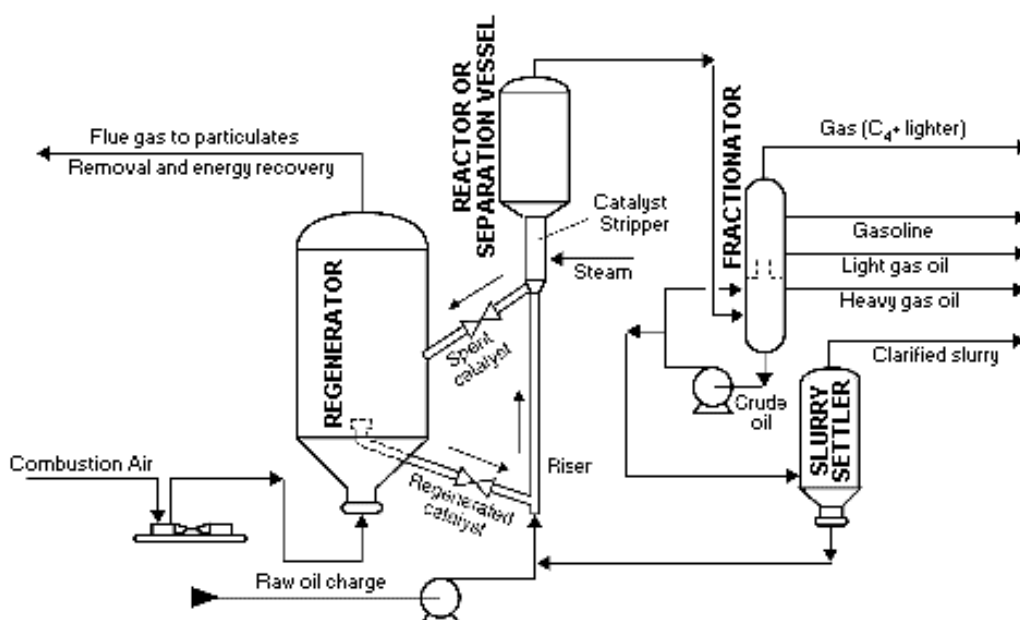 REACTOR OR
SEPARATION VESSEL
Flue gas to particulates
Removal and energy recovery
FRACTIONATOR
Gas (C₄+ lighter)
Catalyst
Stripper
Gasoline
Steam
Light gas oil
Heavy gas oil
REGENERATOR
Spent
catalyst
Clarified slurry
Crude
oil
SLURRY
SETTLER
Combustion Air
Riser
Regenerated
catalyst
Raw oil charge